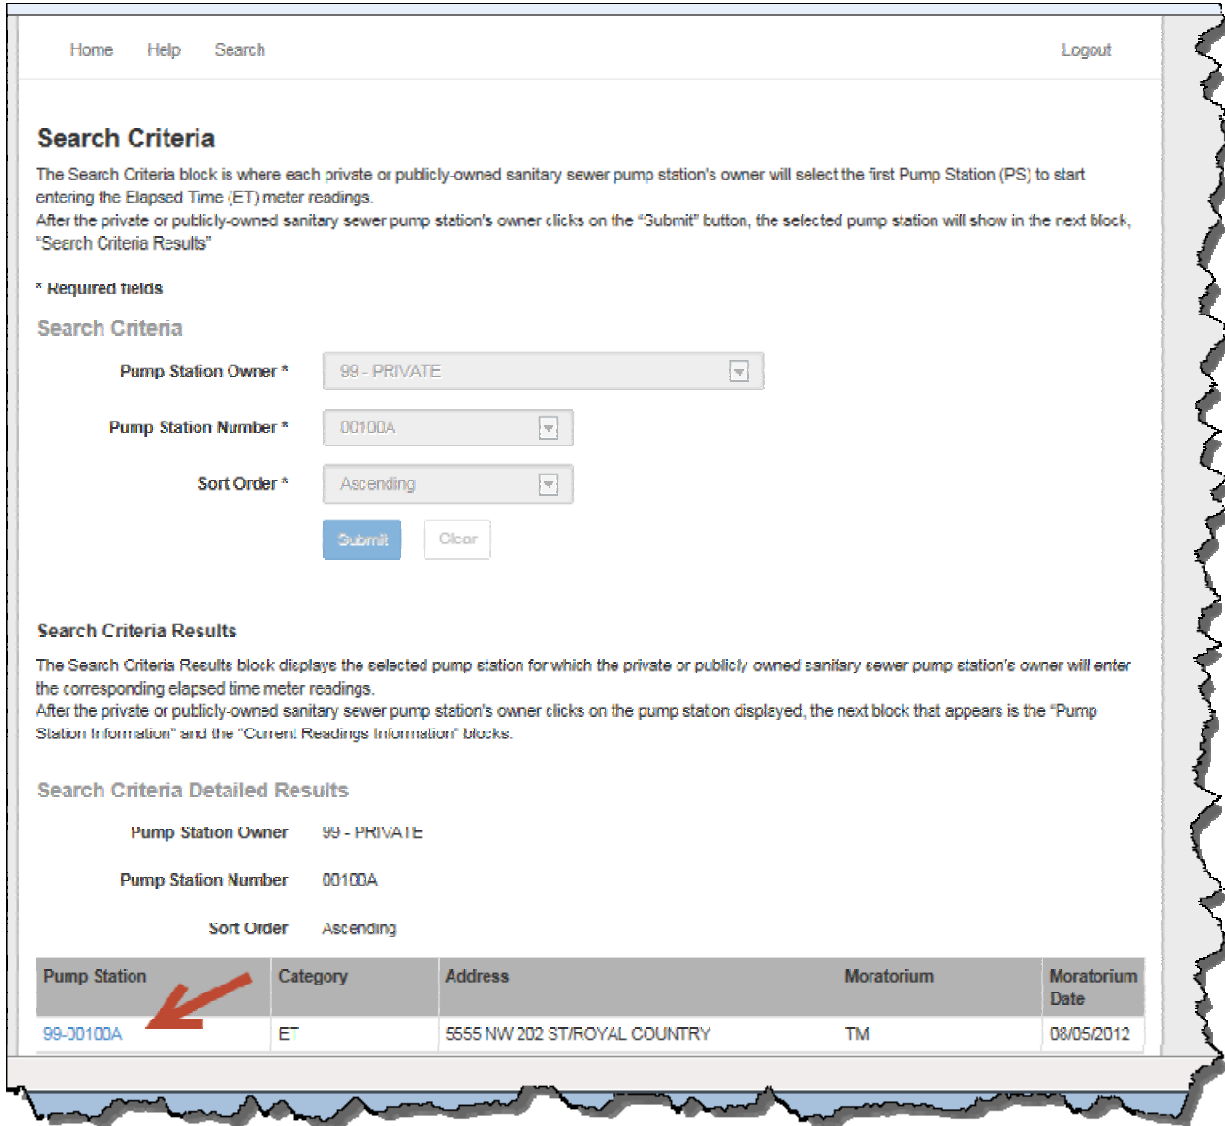 Home Help Search Logout
Search Criteria
The Search Criteria block is where each private or publicly-owned sanitary sewer pump station's owner will select the first Pump Station (PS) to start
entering the Elapsed Time (ET) meter readings.
After the private or publicly-owned sanitary sewer pump station's owner clicks on the "Submit" button, the selected pump station will show in the next block,
"Search Criteria Results"
* Required fields
Search Criteria
Pump Station Owner * 99 - PRIVATE
Pump Station Number * 00100A
Sort Order * Ascending
Submit Clear
Search Criteria Results
The Search Criteria Results block displays the selected pump station for which the private or publicly owned sanitary sewer pump station's owner will enter
the corresponding elapsed time meter readings.
After the private or publicly-owned sanitary sewer pump station's owner clicks on the pump station displayed, the next block that appears is the "Pump
Station Information" and the "Current Readings Information" blocks.
Search Criteria Detailed Results
Pump Station Owner 99 - PRIVATE
Pump Station Number 00100A
Sort Order Ascending
Pump Station Category Address Moratorium Moratorium
Date
99-00100A ET 5555 NW 202 ST/ROYAL COUNTRY TM 08/05/2012